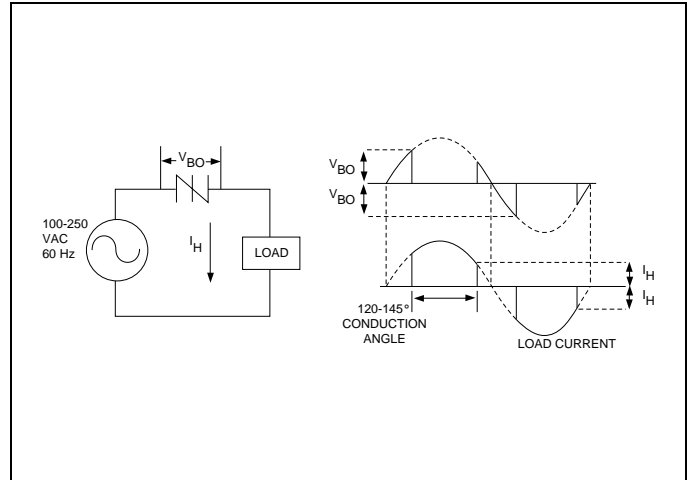 VBO
100-250
VAC
60 Hz
IH
LOAD
VBO
VBO
IH
IH
120-145°
CONDUCTION
ANGLE
LOAD CURRENT